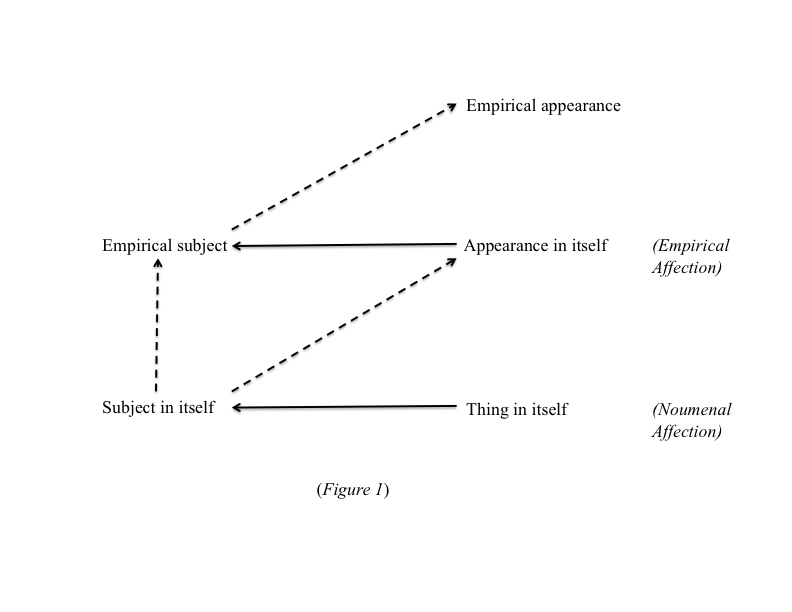 Empirical appearance
Empirical subject
Appearance in itself
(Empirical
Affection)
Subject in itself
Thing in itself
(Noumenal
Affection)
(Figure 1)